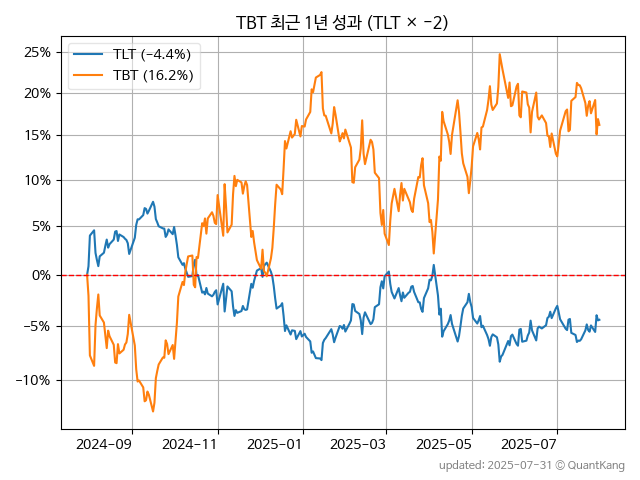 TBT 최근 1년 성과 (TLT × −2)
TLT (−4.4%)
TBT (16.2%)
25%
20%
15%
10%
5%
0%
−5%
−10%
2024-09 2024-11 2025-01 2025-03 2025-05 2025-07
updated: 2025-07-31 © QuantKang